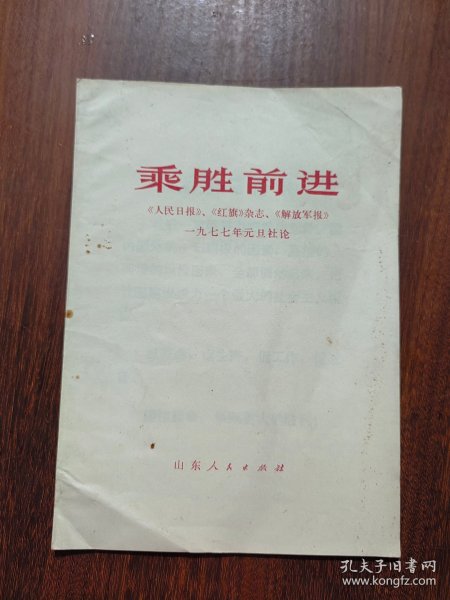 乘胜前进
《人民日报》、《红旗》杂志、《解放军报》
一九七七年元旦社论
山东人民出版社
孔夫子旧书网
www.kongfz.com